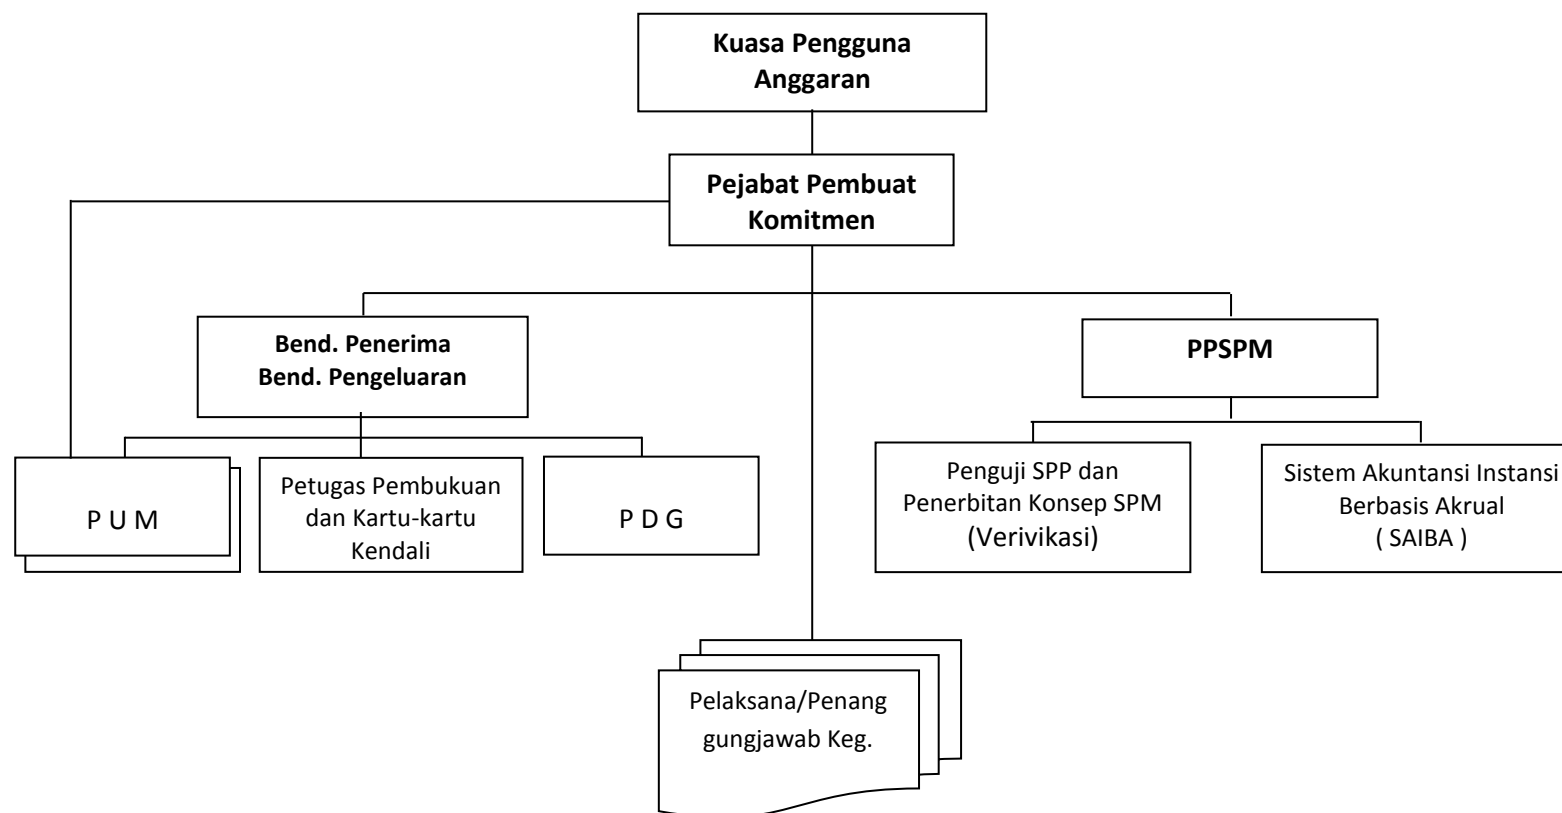 Kuasa Pengguna
Anggaran
Pejabat Pembuat
Komitmen
Bend. Penerima
Bend. Pengeluaran
PPSPM
P U M
Petugas Pembukuan
dan Kartu-kartu
Kendali
P D G
Penguji SPP dan
Penerbitan Konsep SPM
(Verivikasi)
Sistem Akuntansi Instansi
Berbasis Akrual
( SAIBA )
Pelaksana/Penang
gungjawab Keg.